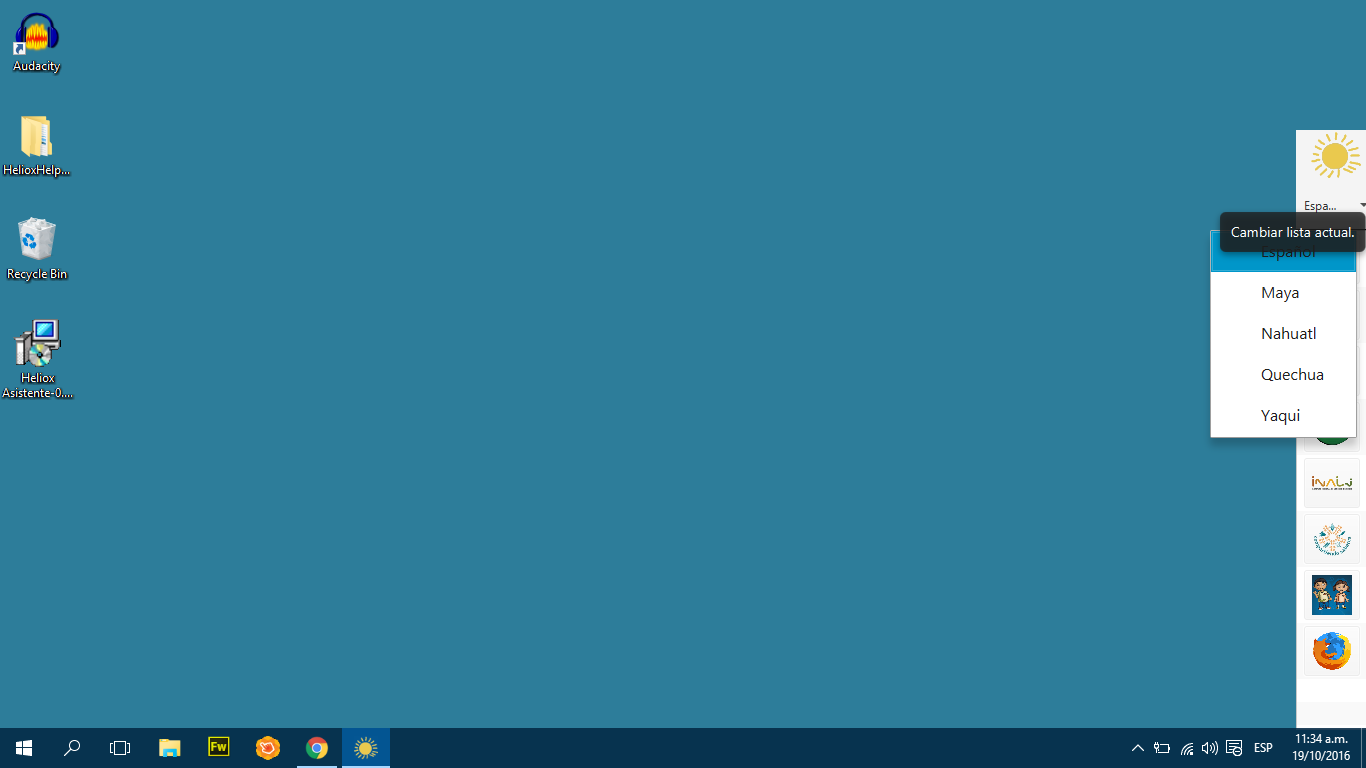 Audacity
HelioxHelp...
Recycle Bin
Heliox
Asistente-0....
Espa...
Cambiar lista actual.
Español
Maya
Nahuatl
Quechua
Yaqui
INALI
Fw
ESP
11:34 a.m.
19/10/2016